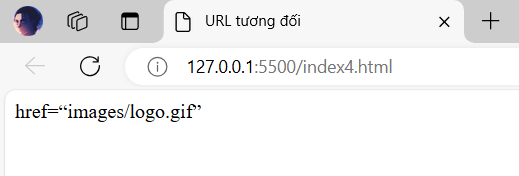 URL tương đối
127.0.0.1:5500/index4.html
href=“images/logo.gif”